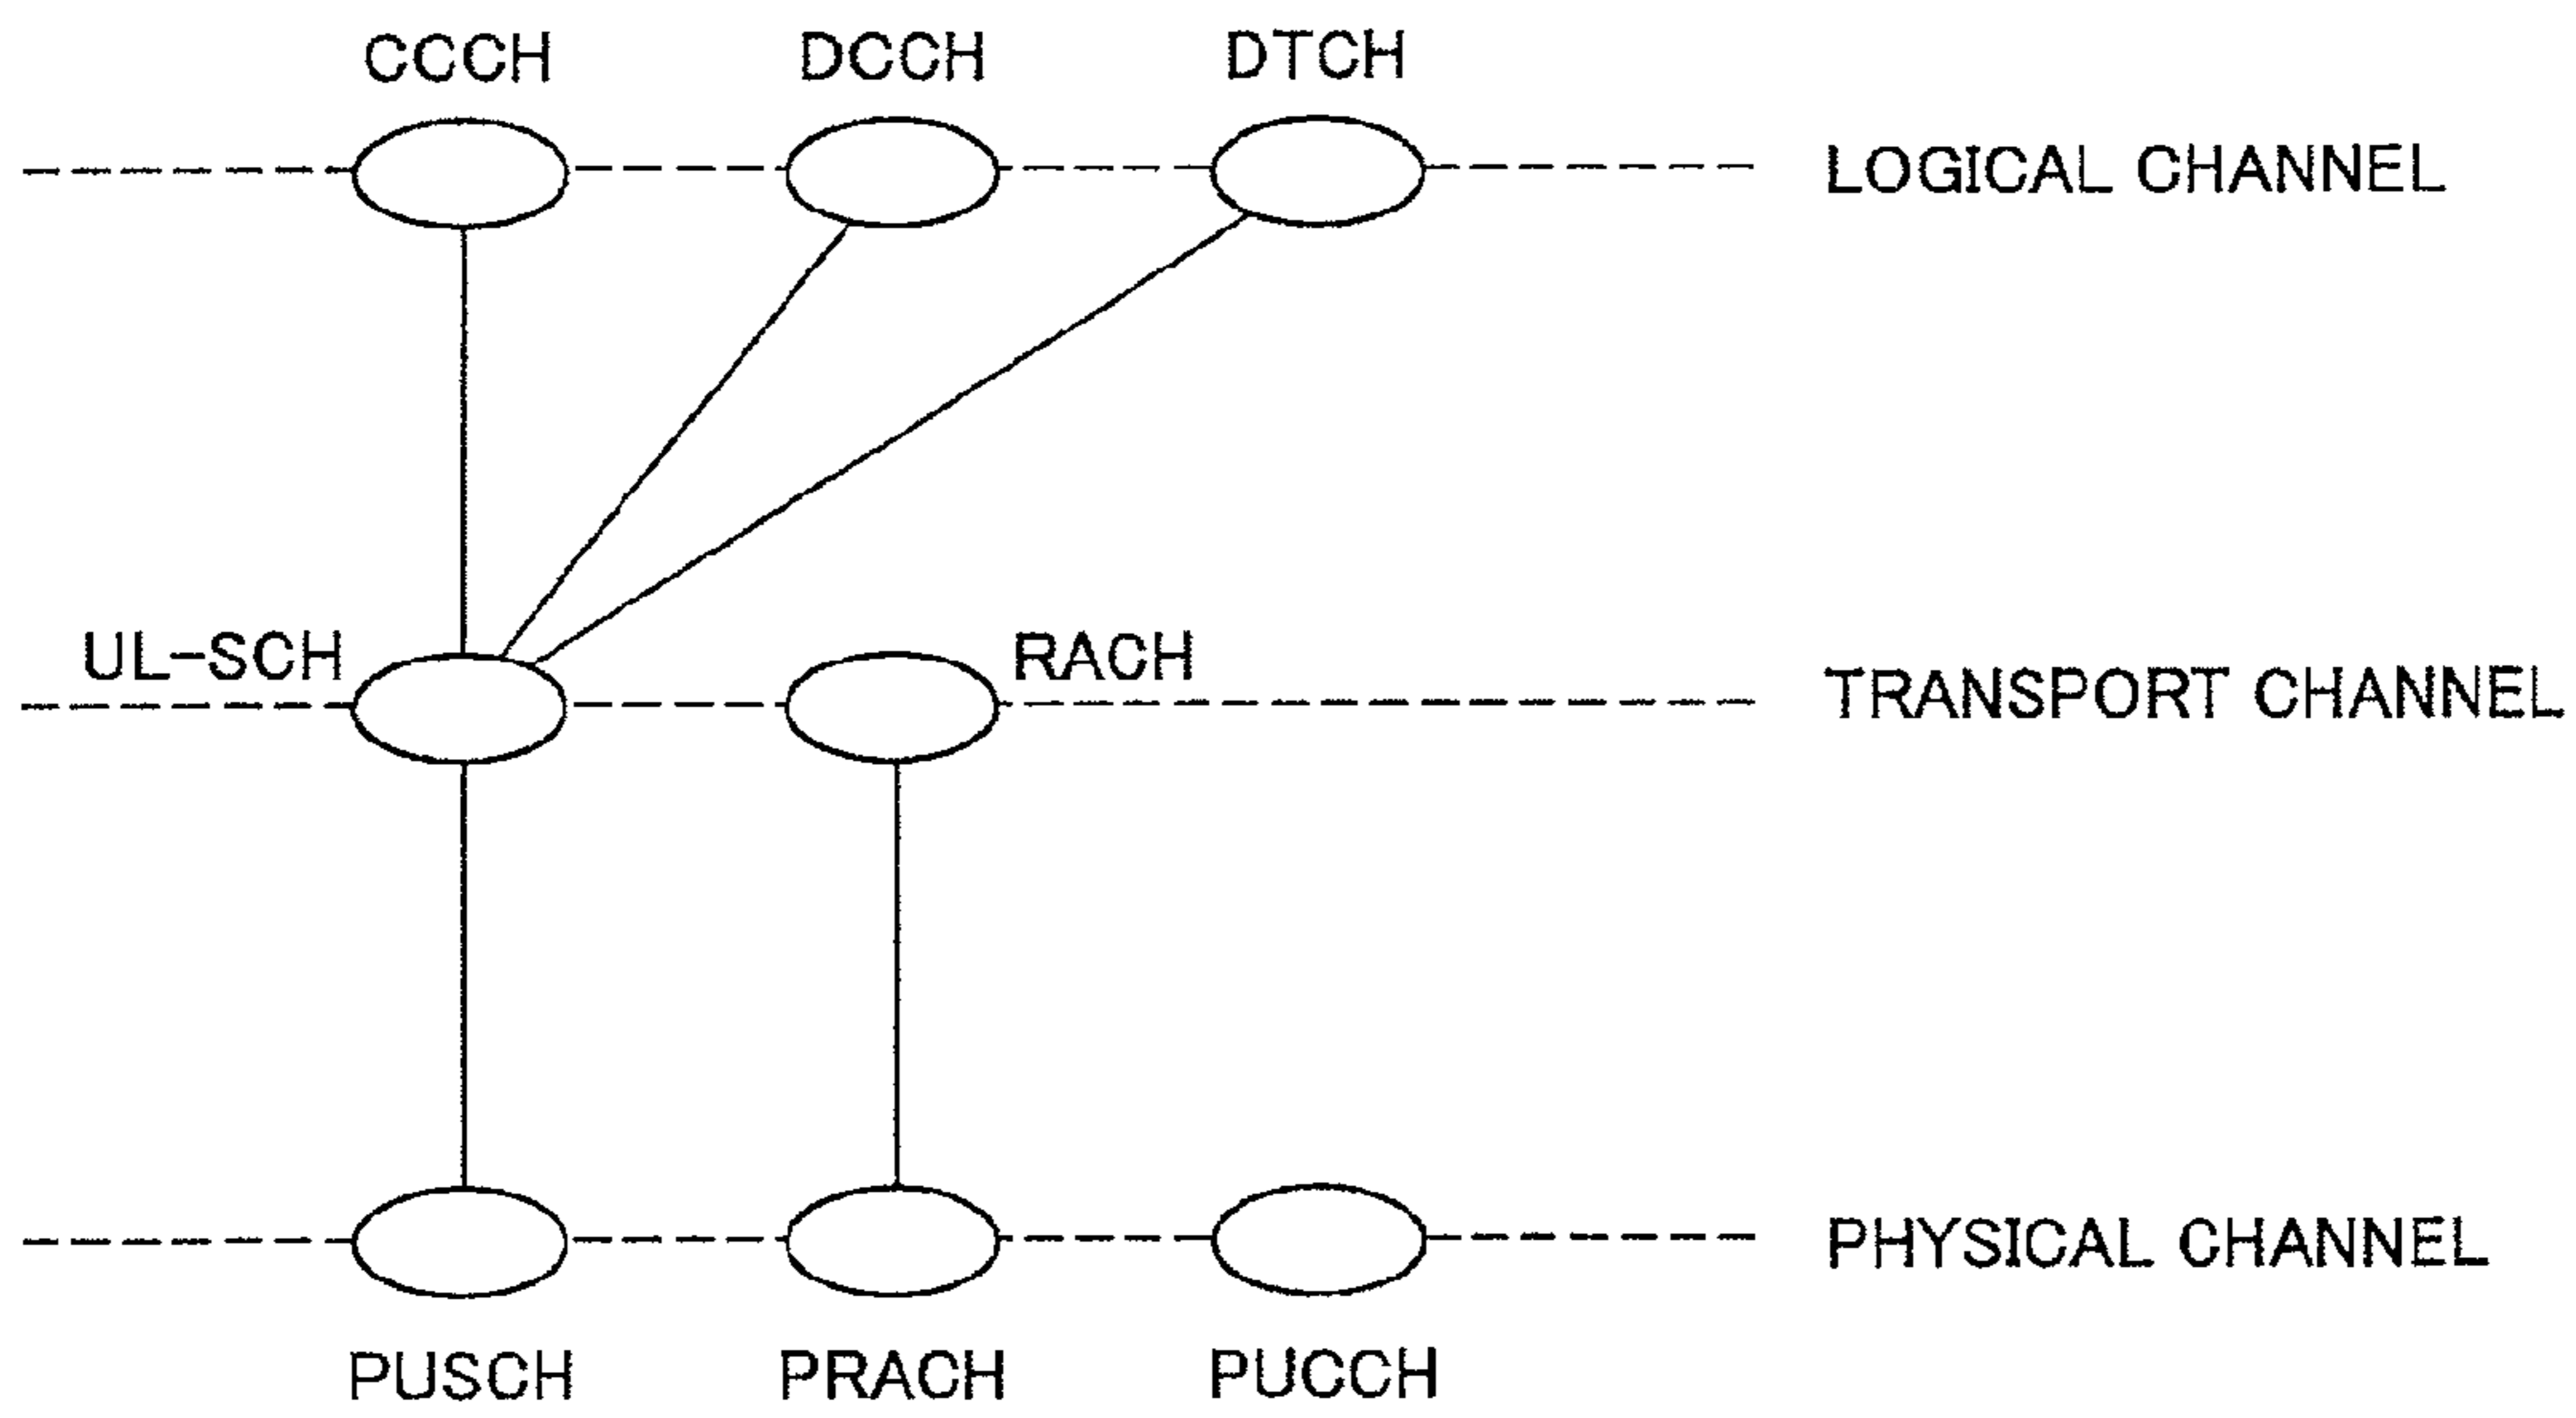 CCCH DCCH DTCH
LOGICAL CHANNEL
UL-SCH RACH
TRANSPORT CHANNEL
PHYSICAL CHANNEL
PUSCH PRACH PUCCH